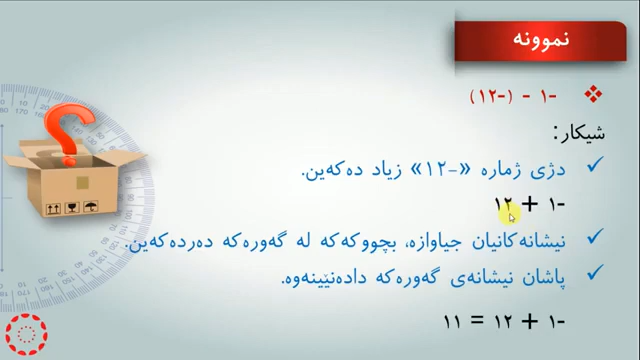 نموونە
-١ - (-١٢)
شیکار:
دژی ژمارە «-١٢» زیاد دەکەین.
-١ + ١٢
نیشانەکانیان جیاوازە، بچووکەکە لە گەورەکە دەردەکەین.
پاشان نیشانەی گەورەکە دادەنێینەوە.
-١ + ١٢ = ١١